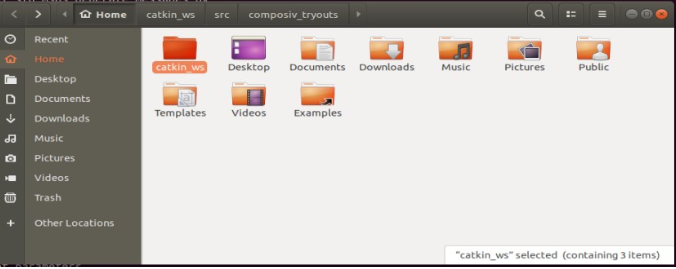 Home catkin_ws src composiv_tryouts
Recent
Home
Desktop
Documents
Downloads
Music
Pictures
Videos
Trash
Other Locations
catkin_ws Desktop Documents Downloads Music Pictures Public
Templates Videos Examples
"catkin_ws" selected (containing 3 items)